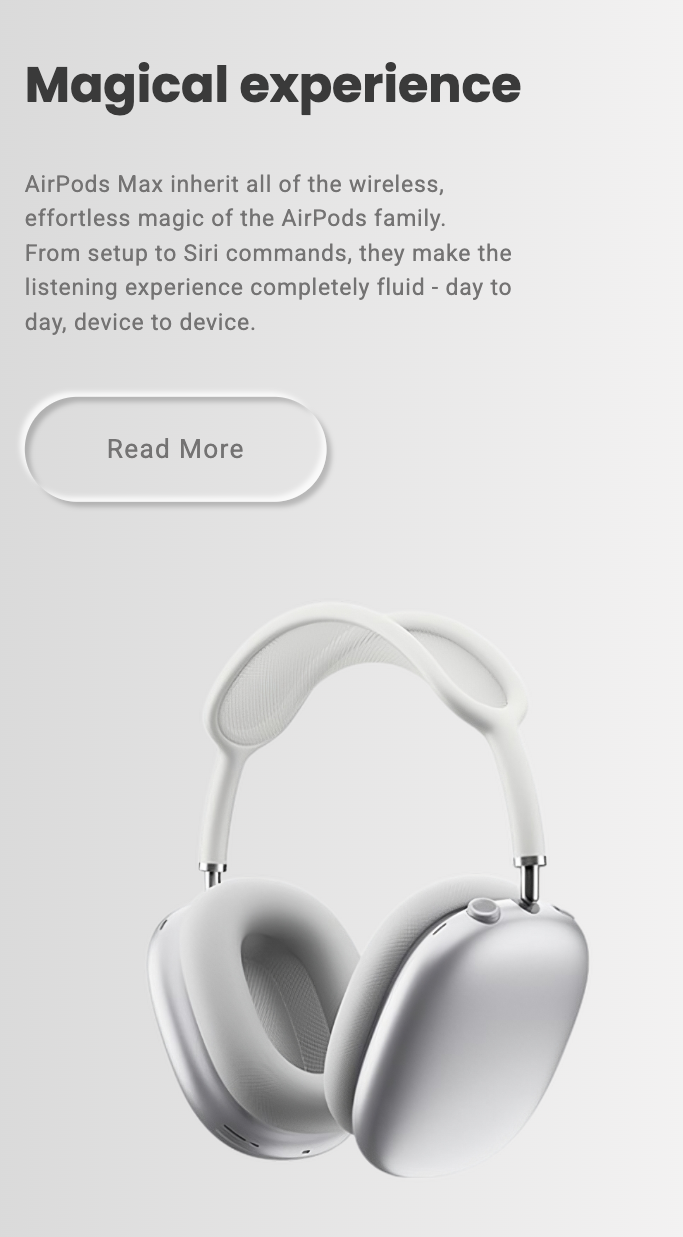 Magical experience
AirPods Max inherit all of the wireless,
effortless magic of the AirPods family.
From setup to Siri commands, they make the
listening experience completely fluid - day to
day, device to device.
Read More